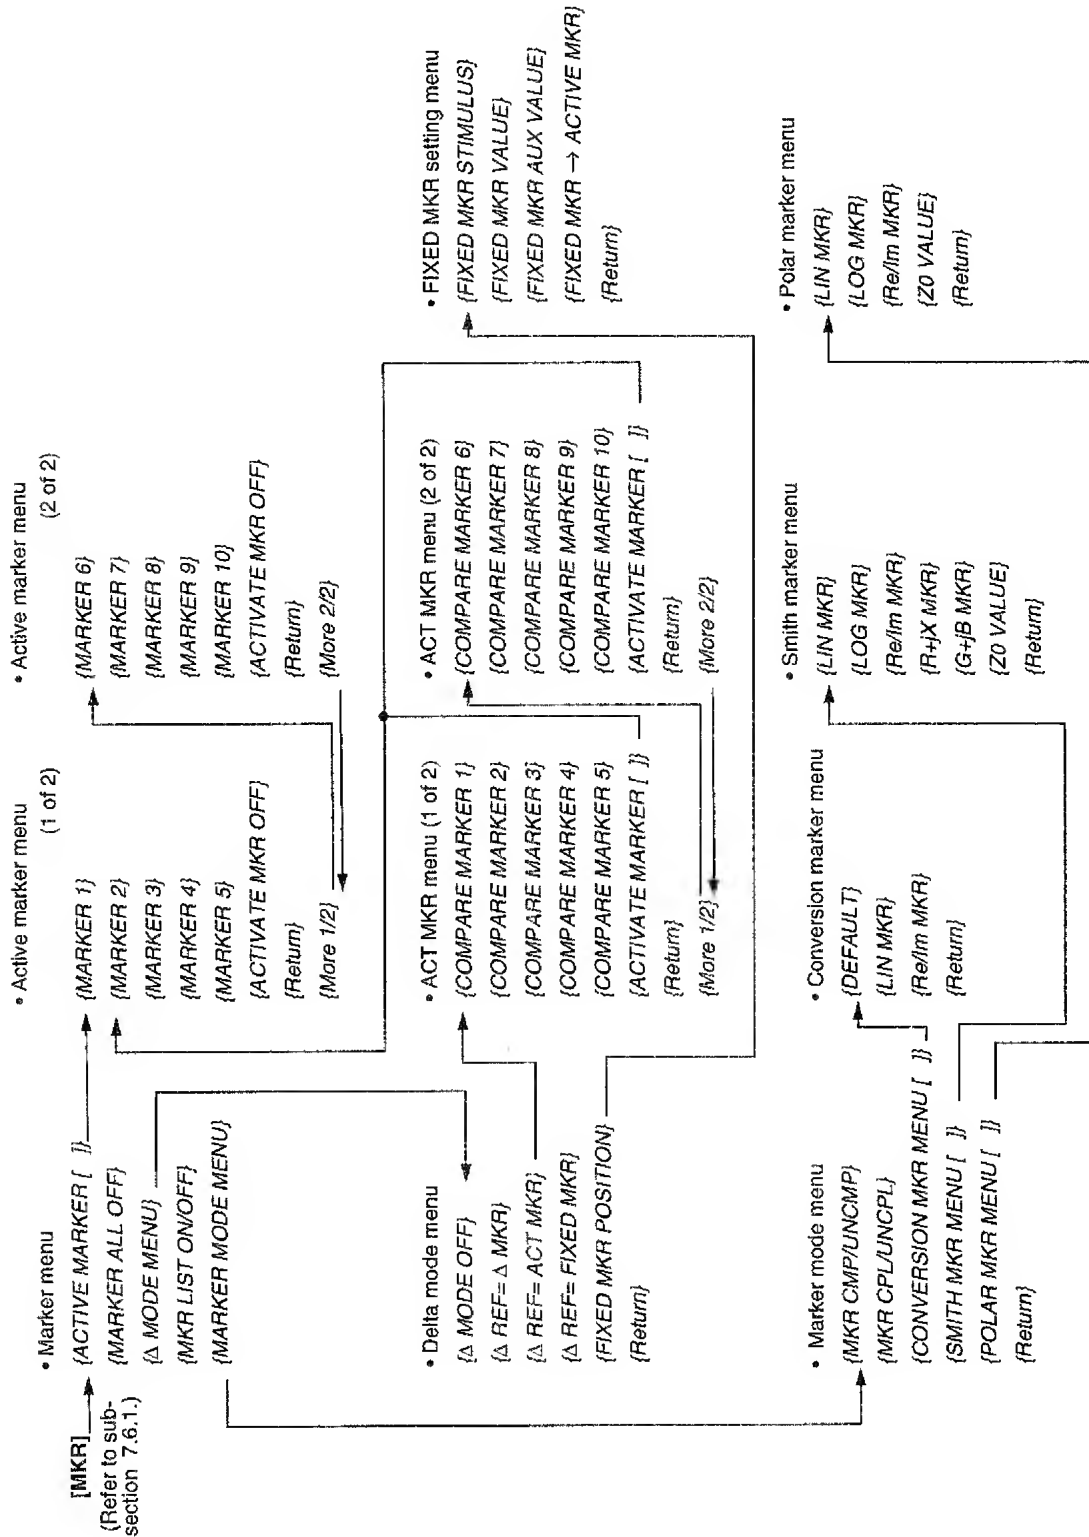 [MKR]
(Refer to sub-
section 7.6.1.)
• Marker menu
{ACTIVE MARKER [ ]}
{MARKER ALL OFF}
{Δ MODE MENU}
{MKR LIST ON/OFF}
{MARKER MODE MENU}
• Active marker menu
(1 of 2)
{MARKER 1}
{MARKER 2}
{MARKER 3}
{MARKER 4}
{MARKER 5}
{ACTIVATE MKR OFF}
{Return}
{More 1/2}
• Active marker menu
(2 of 2)
{MARKER 6}
{MARKER 7}
{MARKER 8}
{MARKER 9}
{MARKER 10}
{ACTIVATE MKR OFF}
{Return}
{More 2/2}
• Delta mode menu
{Δ MODE OFF}
{Δ REF= Δ MKR}
{Δ REF= ACT MKR}
{Δ REF= FIXED MKR}
{FIXED MKR POSITION}
{Return}
• ACT MKR menu (1 of 2)
{COMPARE MARKER 1}
{COMPARE MARKER 2}
{COMPARE MARKER 3}
{COMPARE MARKER 4}
{COMPARE MARKER 5}
{ACTIVATE MARKER [ ]}
{Return}
{More 1/2}
• ACT MKR menu (2 of 2)
{COMPARE MARKER 6}
{COMPARE MARKER 7}
{COMPARE MARKER 8}
{COMPARE MARKER 9}
{COMPARE MARKER 10}
{ACTIVATE MARKER [ ]}
{Return}
{More 2/2}
• FIXED MKR setting menu
{FIXED MKR STIMULUS}
{FIXED MKR VALUE}
{FIXED MKR AUX VALUE}
{FIXED MKR → ACTIVE MKR}
{Return}
• Marker mode menu
{MKR CMP/UNCMP}
{MKR CPL/UNCPL}
{CONVERSION MKR MENU [ ]}
{SMITH MKR MENU [ ]}
{POLAR MKR MENU [ ]}
{Return}
• Conversion marker menu
{DEFAULT}
{LIN MKR}
{Re/Im MKR}
{Return}
• Smith marker menu
{LIN MKR}
{LOG MKR}
{Re/Im MKR}
{R+jX MKR}
{G+jB MKR}
{Z0 VALUE}
{Return}
• Polar marker menu
{LIN MKR}
{LOG MKR}
{Re/Im MKR}
{Z0 VALUE}
{Return}